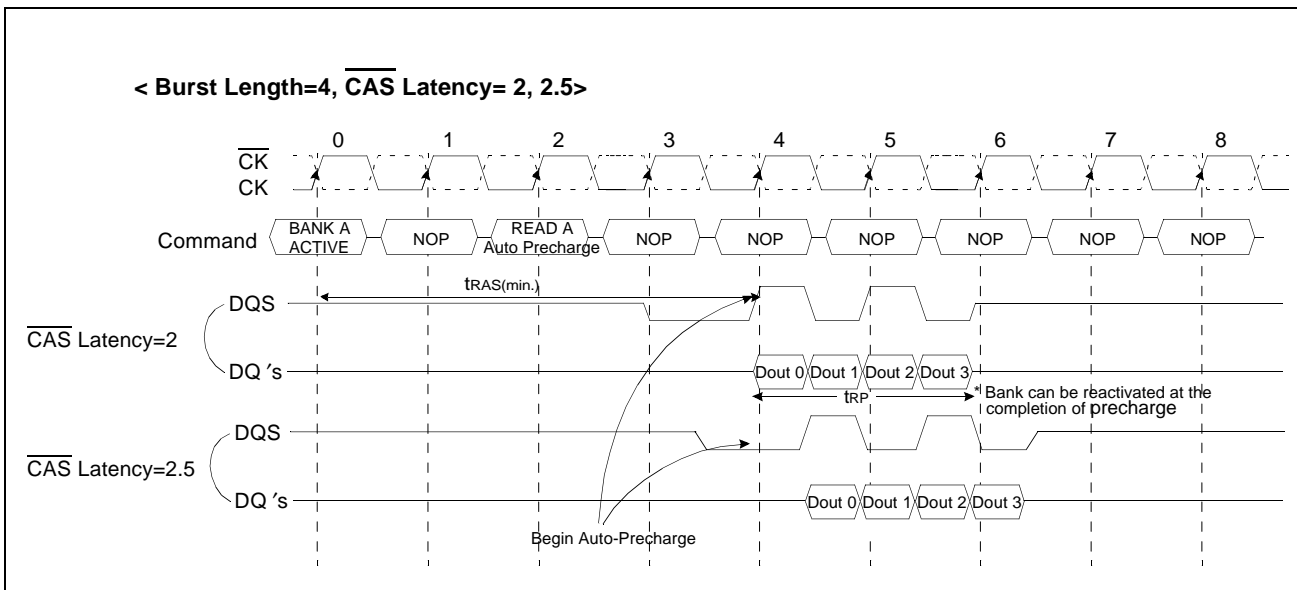 < Burst Length=4, CAS Latency= 2, 2.5>
0 1 2 3 4 5 6 7 8
CK
CK
Command BANK A ACTIVE NOP READ A Auto Precharge NOP NOP NOP NOP NOP NOP
tRAS(min.)
DQS
CAS Latency=2
DQ ′s Dout 0 Dout 1 Dout 2 Dout 3
tRP
* Bank can be reactivated at the
completion of precharge
DQS
CAS Latency=2.5
DQ ′s Dout 0 Dout 1 Dout 2 Dout 3
Begin Auto-Precharge